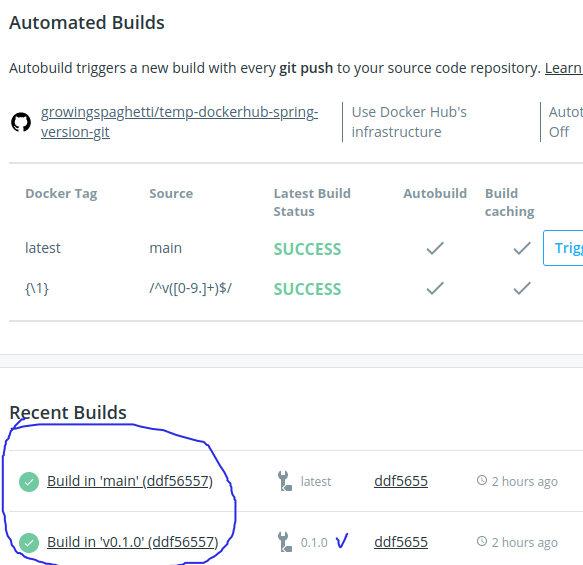 Automated Builds
Autobuild triggers a new build with every git push to your source code repository. Learn
growingspaghetti/temp-dockerhub-spring-
version-git
Use Docker Hub's
infrastructure
Autot
Off
Docker Tag Source Latest Build
Status Autobuild Build
caching
latest main SUCCESS Trigg
{\1} /^v([0-9.]+)$/ SUCCESS
Recent Builds
Build in 'main' (ddf56557) latest ddf5655 2 hours ago
Build in 'v0.1.0' (ddf56557) 0.1.0 ddf5655 2 hours ago